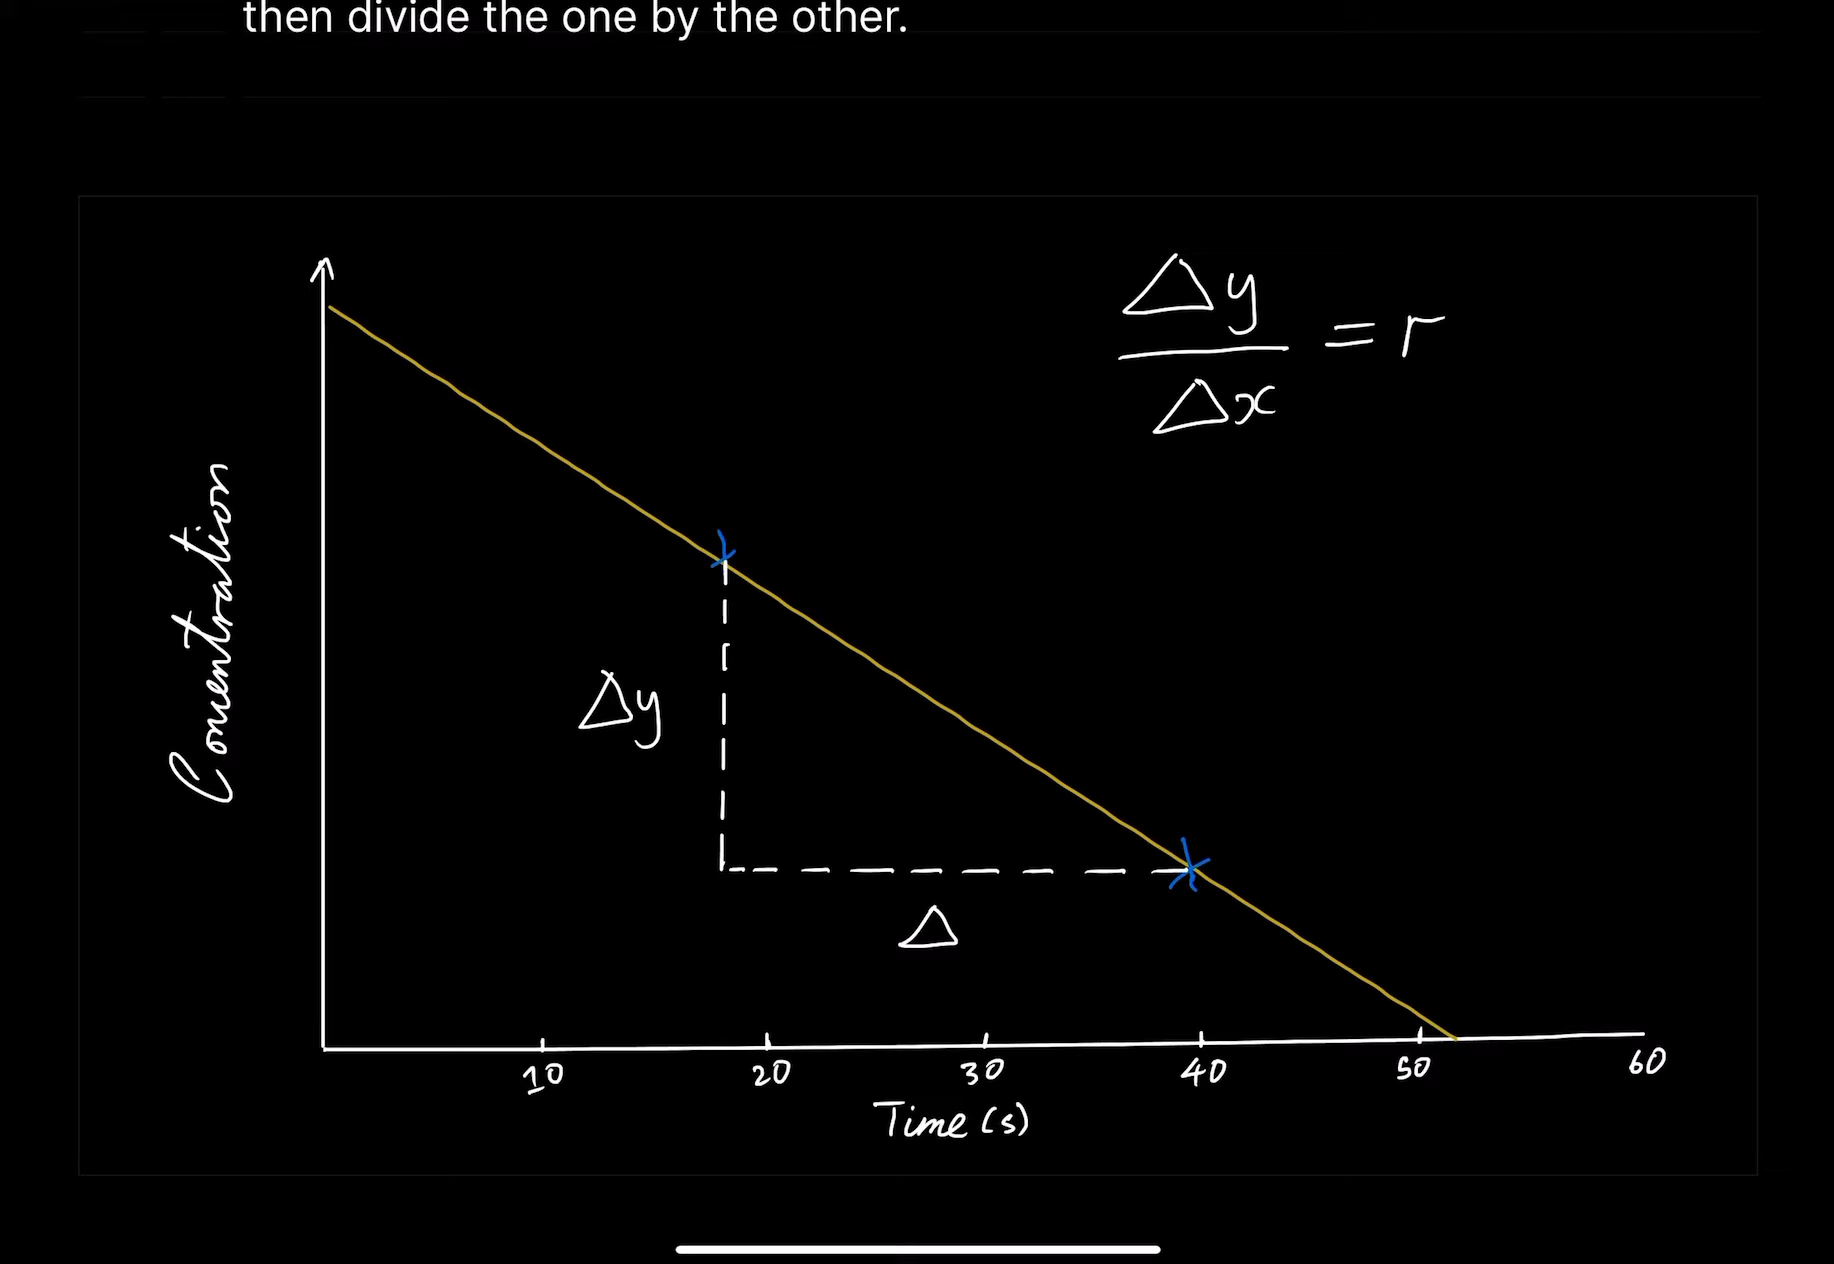 then divide the one by the other.
Δy
Δx
= r
Concentration
Δy
Δ
10 20 30 40 50 60
Time (s)